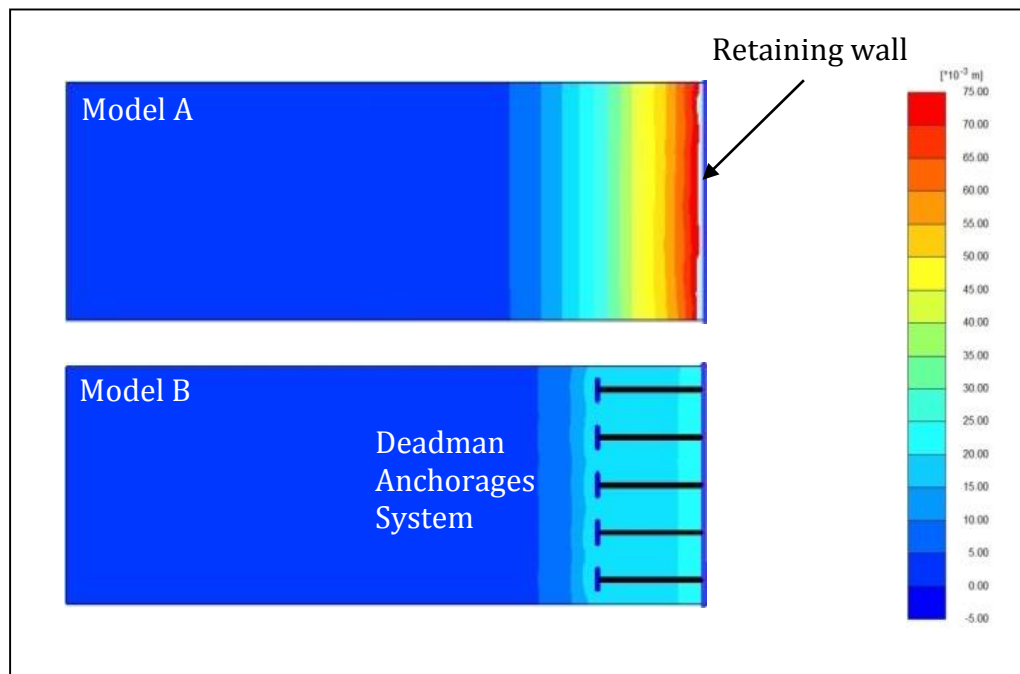 Retaining wall
Model A
Model B
Deadman
Anchorages
System
[*10⁻³ m]
75.00
70.00
65.00
60.00
55.00
50.00
45.00
40.00
35.00
30.00
25.00
20.00
15.00
10.00
5.00
0.00
-5.00